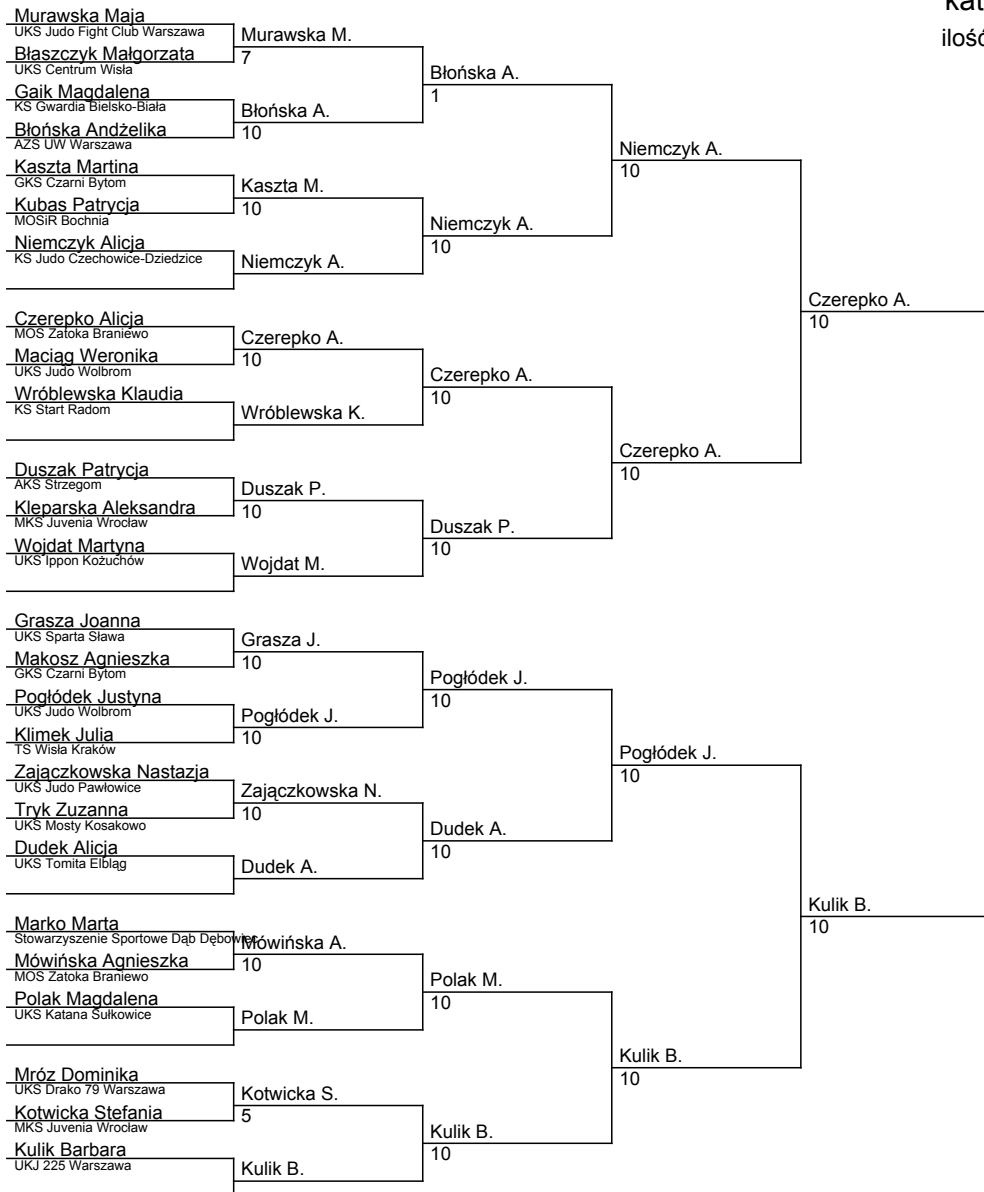 kat
ilość
Murawska Maja
UKS Judo Fight Club Warszawa
Błaszczyk Małgorzata
UKS Centrum Wisła
Gaik Magdalena
KS Gwardia Bielsko-Biała
Błońska Andżelika
AZS UW Warszawa
Kaszta Martina
GKS Czarni Bytom
Kubas Patrycja
MOSiR Bochnia
Niemczyk Alicja
KS Judo Czechowice-Dziedzice
Czerepko Alicja
MOS Zatoka Braniewo
Maciąg Weronika
UKS Judo Wolbrom
Wróblewska Klaudia
KS Start Radom
Duszak Patrycja
AKS Strzegom
Kleparska Aleksandra
MKS Juvenia Wrocław
Wojdat Martyna
UKS Ippon Kożuchów
Grasza Joanna
UKS Sparta Sława
Makosz Agnieszka
GKS Czarni Bytom
Pogłódek Justyna
UKS Judo Wolbrom
Klimek Julia
TS Wisła Kraków
Zajączkowska Nastazja
UKS Judo Pawłowice
Tryk Zuzanna
UKS Mosty Kosakowo
Dudek Alicja
UKS Tomita Elbląg
Marko Marta
Stowarzyszenie Sportowe Dąb Dębowiec
Mówińska Agnieszka
MOS Zatoka Braniewo
Polak Magdalena
UKS Katana Sułkowice
Mróz Dominika
UKS Drako 79 Warszawa
Kotwicka Stefania
MKS Juvenia Wrocław
Kulik Barbara
UKJ 225 Warszawa
Murawska M.
7
Błońska A.
10
Kaszta M.
10
Niemczyk A.
Czerepko A.
10
Wróblewska K.
Duszak P.
10
Wojdat M.
Grasza J.
10
Pogłódek J.
10
Zajączkowska N.
10
Dudek A.
Mówińska A.
10
Polak M.
Kotwicka S.
5
Kulik B.
Błońska A.
1
Niemczyk A.
10
Czerepko A.
10
Duszak P.
10
Pogłódek J.
10
Dudek A.
10
Polak M.
10
Kulik B.
10
Niemczyk A.
10
Czerepko A.
10
Pogłódek J.
10
Kulik B.
10
Czerepko A.
10
Kulik B.
10